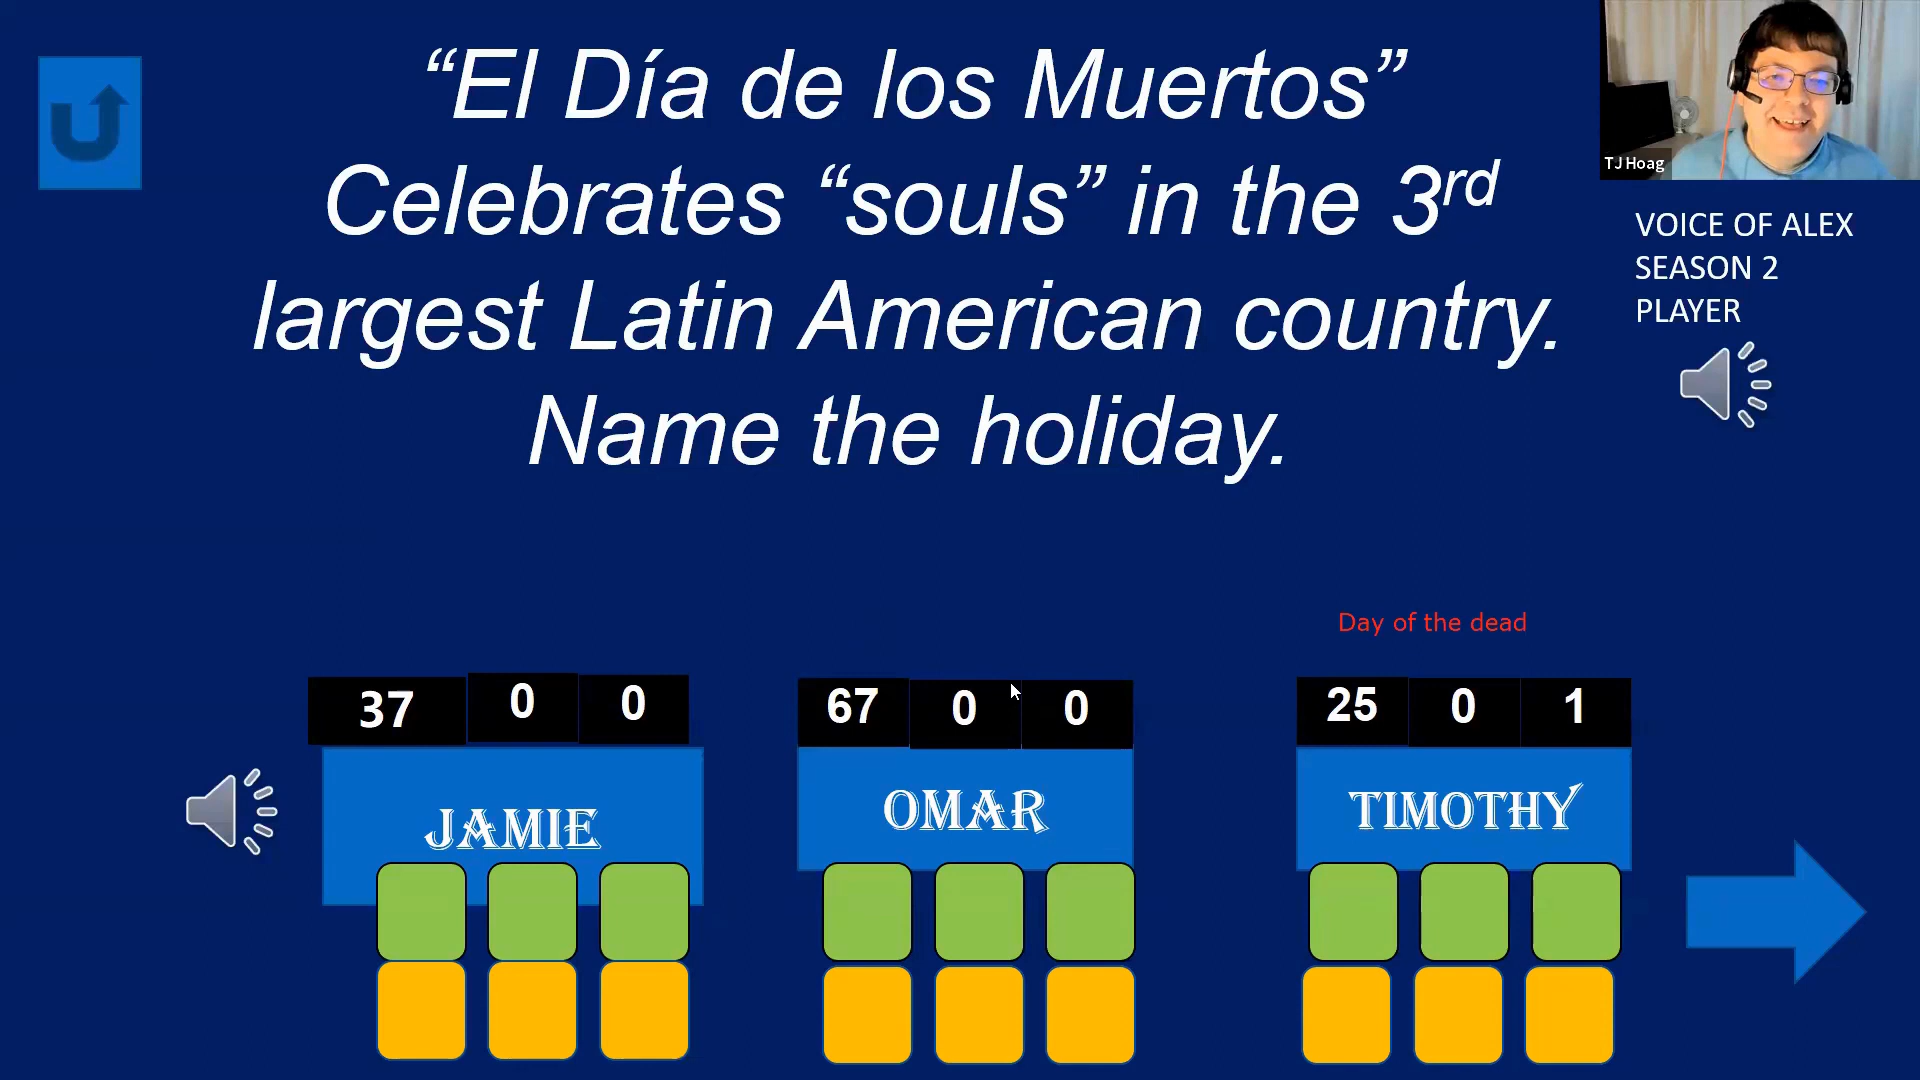 “El Día de los Muertos”
Celebrates “souls” in the 3rd
largest Latin American country.
Name the holiday.
TJ Hoag
VOICE OF ALEX
SEASON 2
PLAYER
Day of the dead
37 0 0
67 0 0
25 0 1
JAMIE
OMAR
TIMOTHY